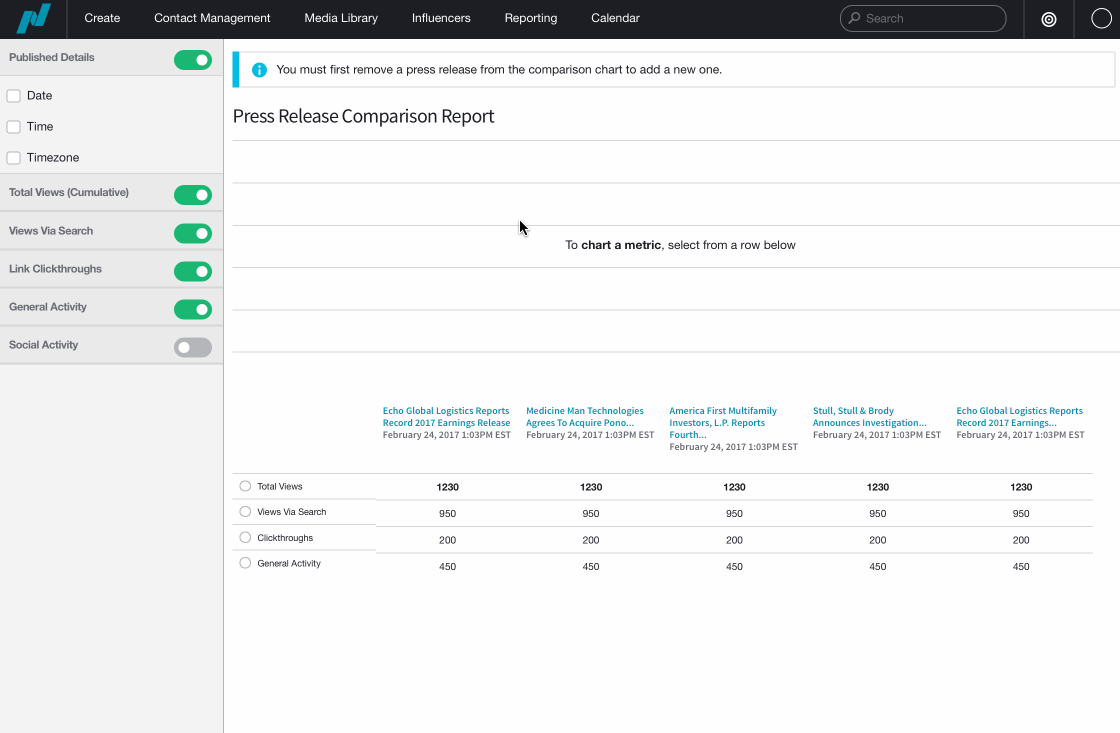 Create Contact Management Media Library Influencers Reporting Calendar Search
Published Details
Date
Time
Timezone
Total Views (Cumulative)
Views Via Search
Link Clickthroughs
General Activity
Social Activity
You must first remove a press release from the comparison chart to add a new one.
Press Release Comparison Report
To chart a metric, select from a row below
Echo Global Logistics Reports
Record 2017 Earnings Release
February 24, 2017 1:03PM EST
Medicine Man Technologies
Agrees To Acquire Pono...
February 24, 2017 1:03PM EST
America First Multifamily
Investors, L.P. Reports
Fourth...
February 24, 2017 1:03PM EST
Stull, Stull & Brody
Announces Investigation...
February 24, 2017 1:03PM EST
Echo Global Logistics Reports
Record 2017 Earnings...
February 24, 2017 1:03PM EST
Total Views 1230 1230 1230 1230 1230
Views Via Search 950 950 950 950 950
Clickthroughs 200 200 200 200 200
General Activity 450 450 450 450 450